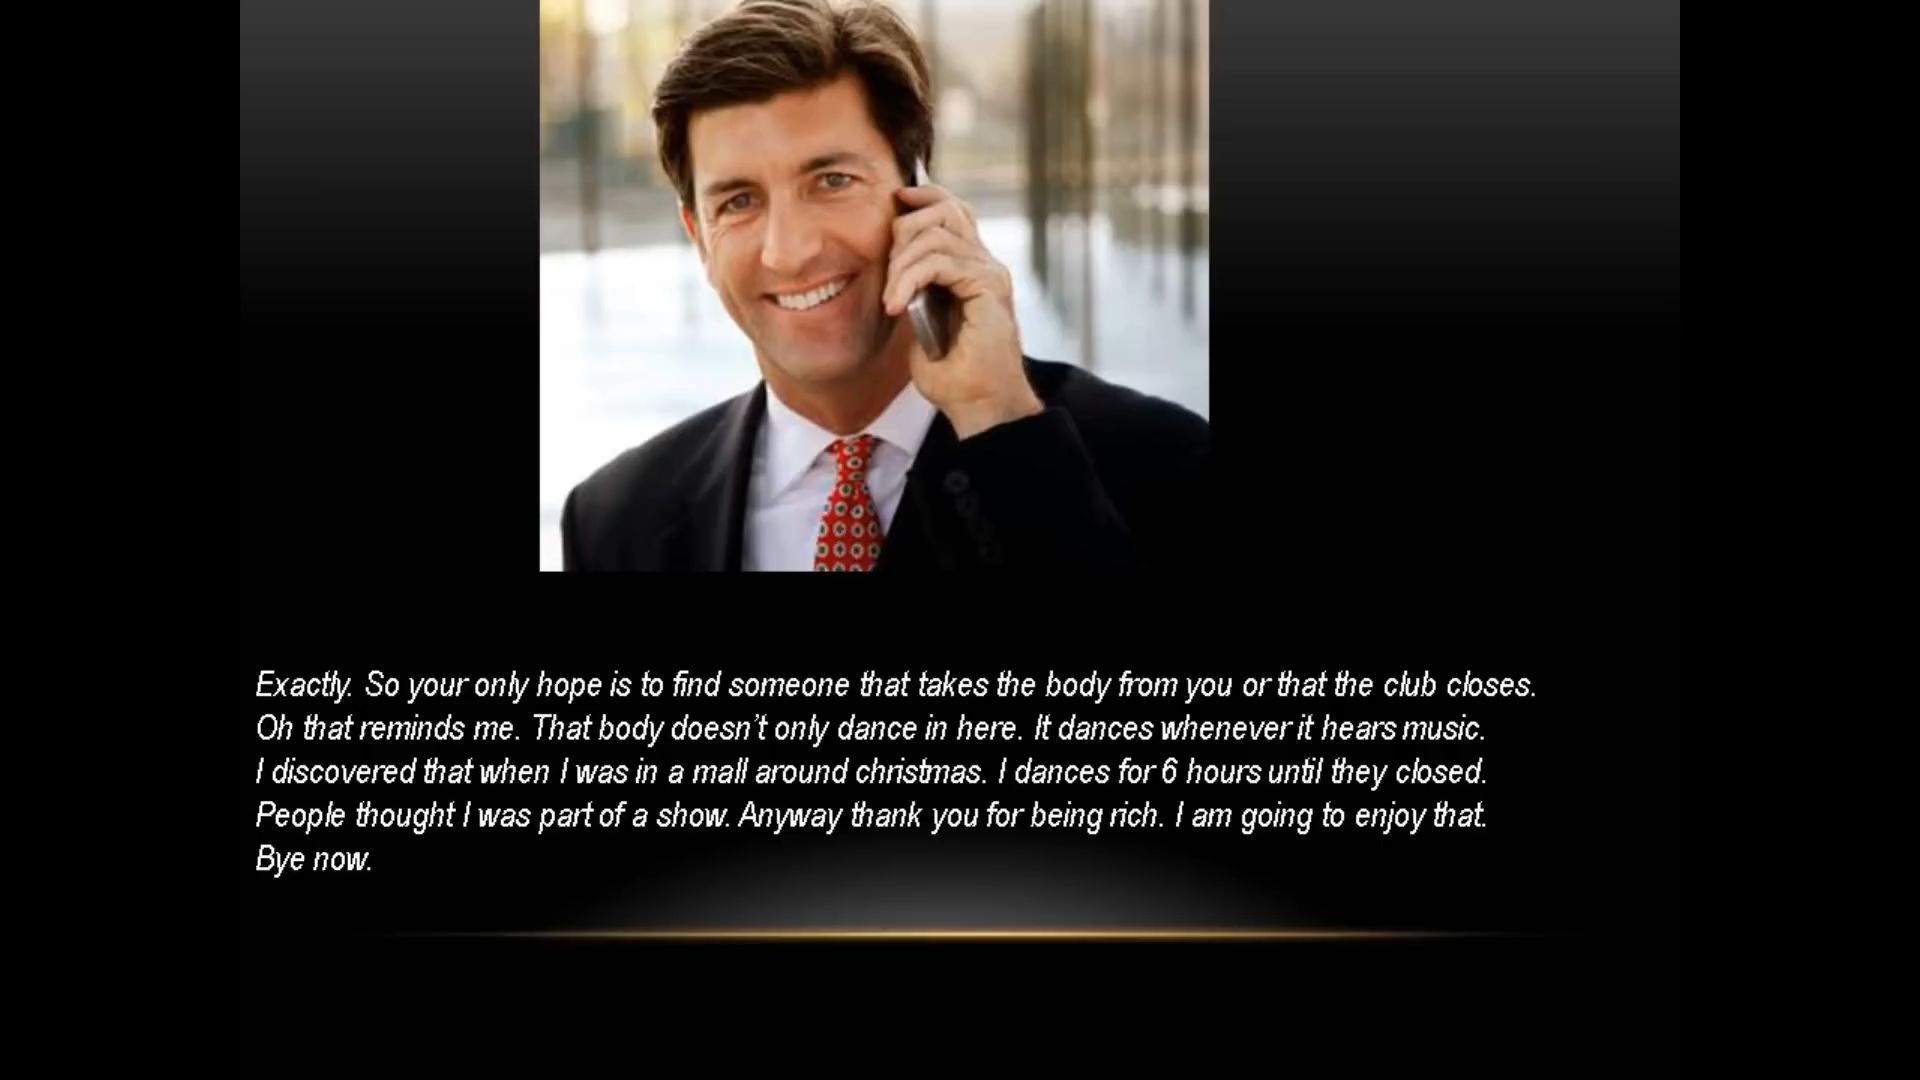 Exactly. So your only hope is to find someone that takes the body from you or that the club closes.
Oh that reminds me. That body doesn’t only dance in here. It dances whenever it hears music.
I discovered that when I was in a mall around christmas. I dances for 6 hours until they closed.
People thought I was part of a show. Anyway thank you for being rich. I am going to enjoy that.
Bye now.